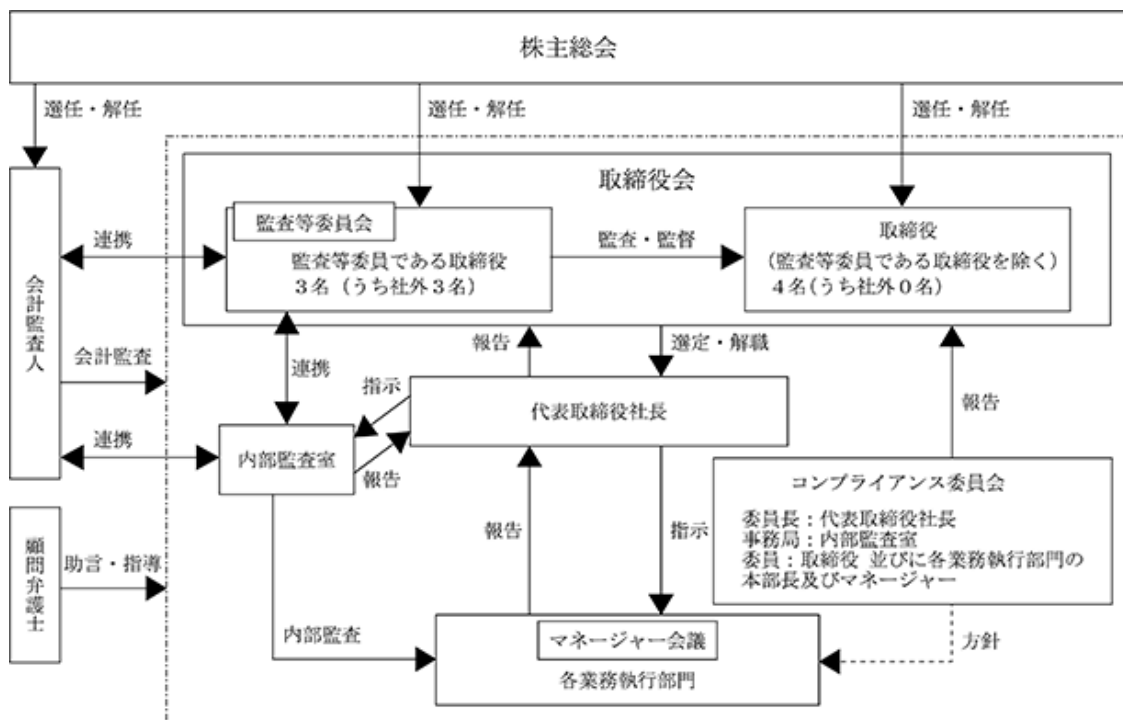 株主総会
選任・解任
選任・解任
選任・解任
取締役会
監査等委員会
監査等委員である取締役
3名（うち社外3名）
監査・監督
取締役
（監査等委員である取締役を除く）
4名(うち社外0名)
連携
会計監査人
会計監査
連携
連携
報告
選定・解職
指示
代表取締役社長
報告
内部監査室
報告
コンプライアンス委員会
委員長：代表取締役社長
事務局：内部監査室
委員：取締役 並びに各業務執行部門の
本部長及びマネージャー
顧問弁護士
助言・指導
報告
指示
内部監査
マネージャー会議
各業務執行部門
方針